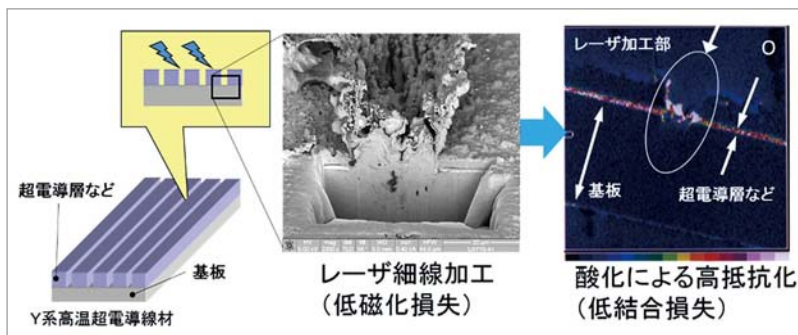 超電導層など
基板
Y系高温超電導線材
レーザ細線加工
(低磁化損失)
レーザ加工部
O
基板
超電導層など
酸化による高抵抗化
(低結合損失)